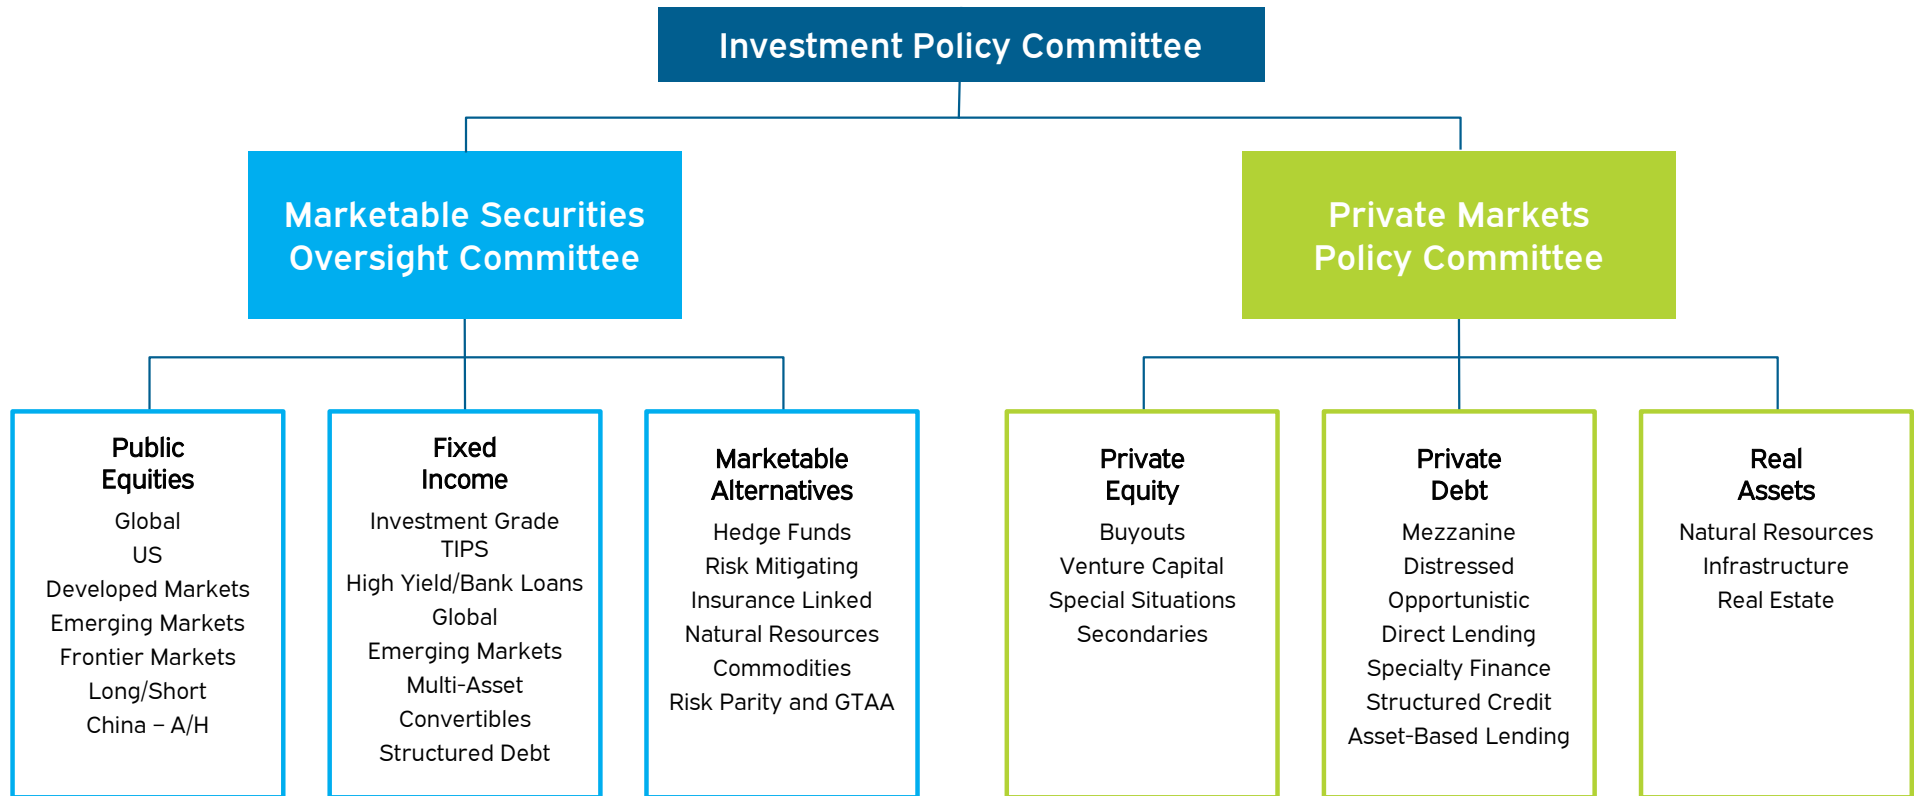 Investment Policy Committee
Marketable Securities
Oversight Committee
Private Markets
Policy Committee
Public
Equities
Global
US
Developed Markets
Emerging Markets
Frontier Markets
Long/Short
China – A/H
Fixed
Income
Investment Grade
TIPS
High Yield/Bank Loans
Global
Emerging Markets
Multi-Asset
Convertibles
Structured Debt
Marketable
Alternatives
Hedge Funds
Risk Mitigating
Insurance Linked
Natural Resources
Commodities
Risk Parity and GTAA
Private
Equity
Buyouts
Venture Capital
Special Situations
Secondaries
Private
Debt
Mezzanine
Distressed
Opportunistic
Direct Lending
Specialty Finance
Structured Credit
Asset-Based Lending
Real
Assets
Natural Resources
Infrastructure
Real Estate